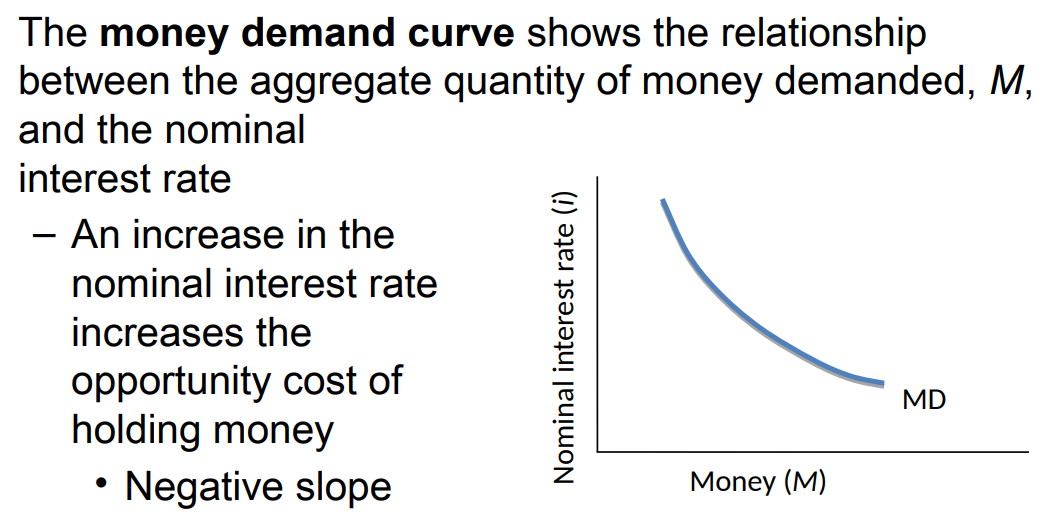 The money demand curve shows the relationship
between the aggregate quantity of money demanded, M,
and the nominal
interest rate
– An increase in the
nominal interest rate
increases the
opportunity cost of
holding money
• Negative slope
Nominal interest rate (i)
MD
Money (M)